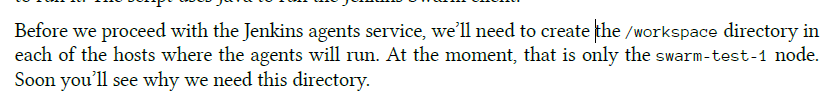 Before we proceed with the Jenkins agents service, we’ll need to create the /workspace directory in
each of the hosts where the agents will run. At the moment, that is only the swarm-test-1 node.
Soon you’ll see why we need this directory.